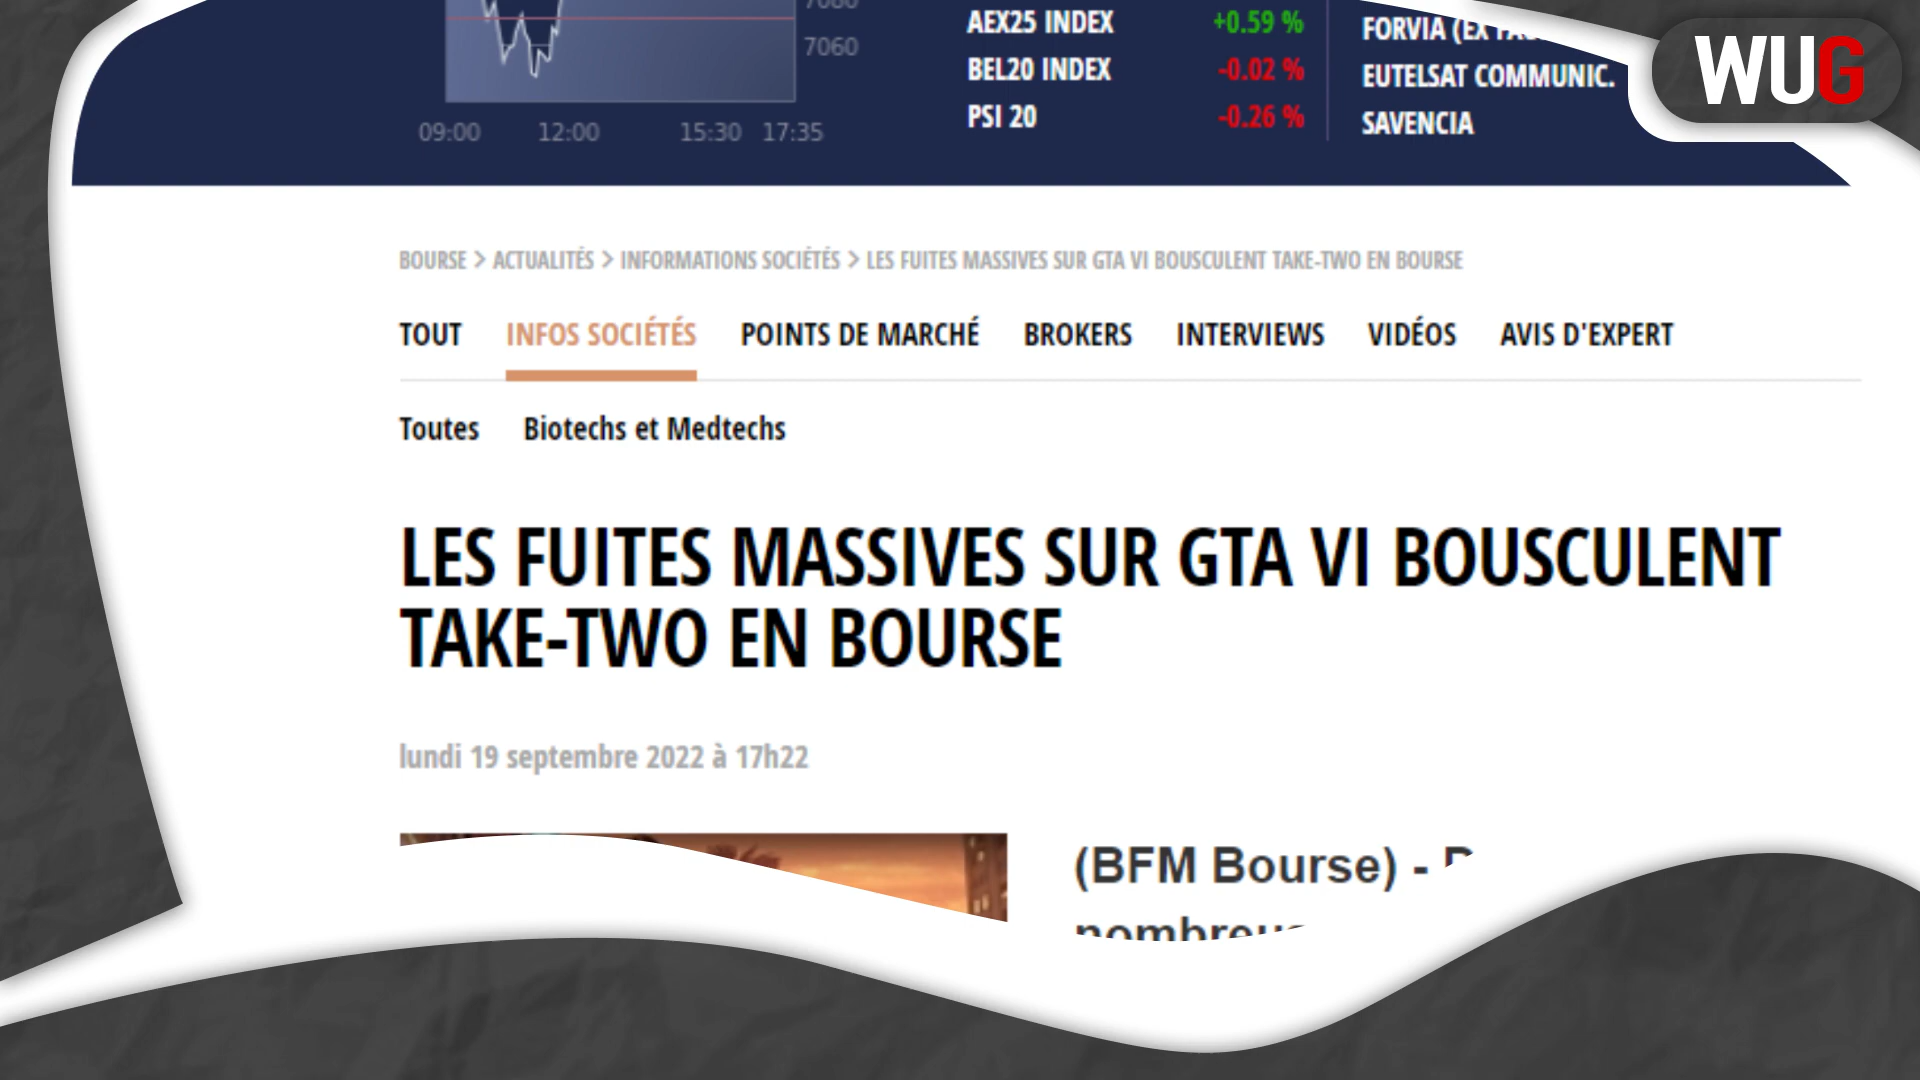 7080
7060
09:00 12:00 15:30 17:35
AEX25 INDEX +0.59 %
BEL20 INDEX -0.02 %
PSI 20 -0.26 %
FORVIA (EX
EUTELSAT COMMUNIC.
SAVENCIA
WUG
BOURSE > ACTUALITÉS > INFORMATIONS SOCIÉTÉS > LES FUITES MASSIVES SUR GTA VI BOUSCULENT TAKE-TWO EN BOURSE
TOUT INFOS SOCIÉTÉS POINTS DE MARCHÉ BROKERS INTERVIEWS VIDÉOS AVIS D'EXPERT
Toutes Biotechs et Medtechs
LES FUITES MASSIVES SUR GTA VI BOUSCULENT
TAKE-TWO EN BOURSE
lundi 19 septembre 2022 à 17h22
(BFM Bourse) -